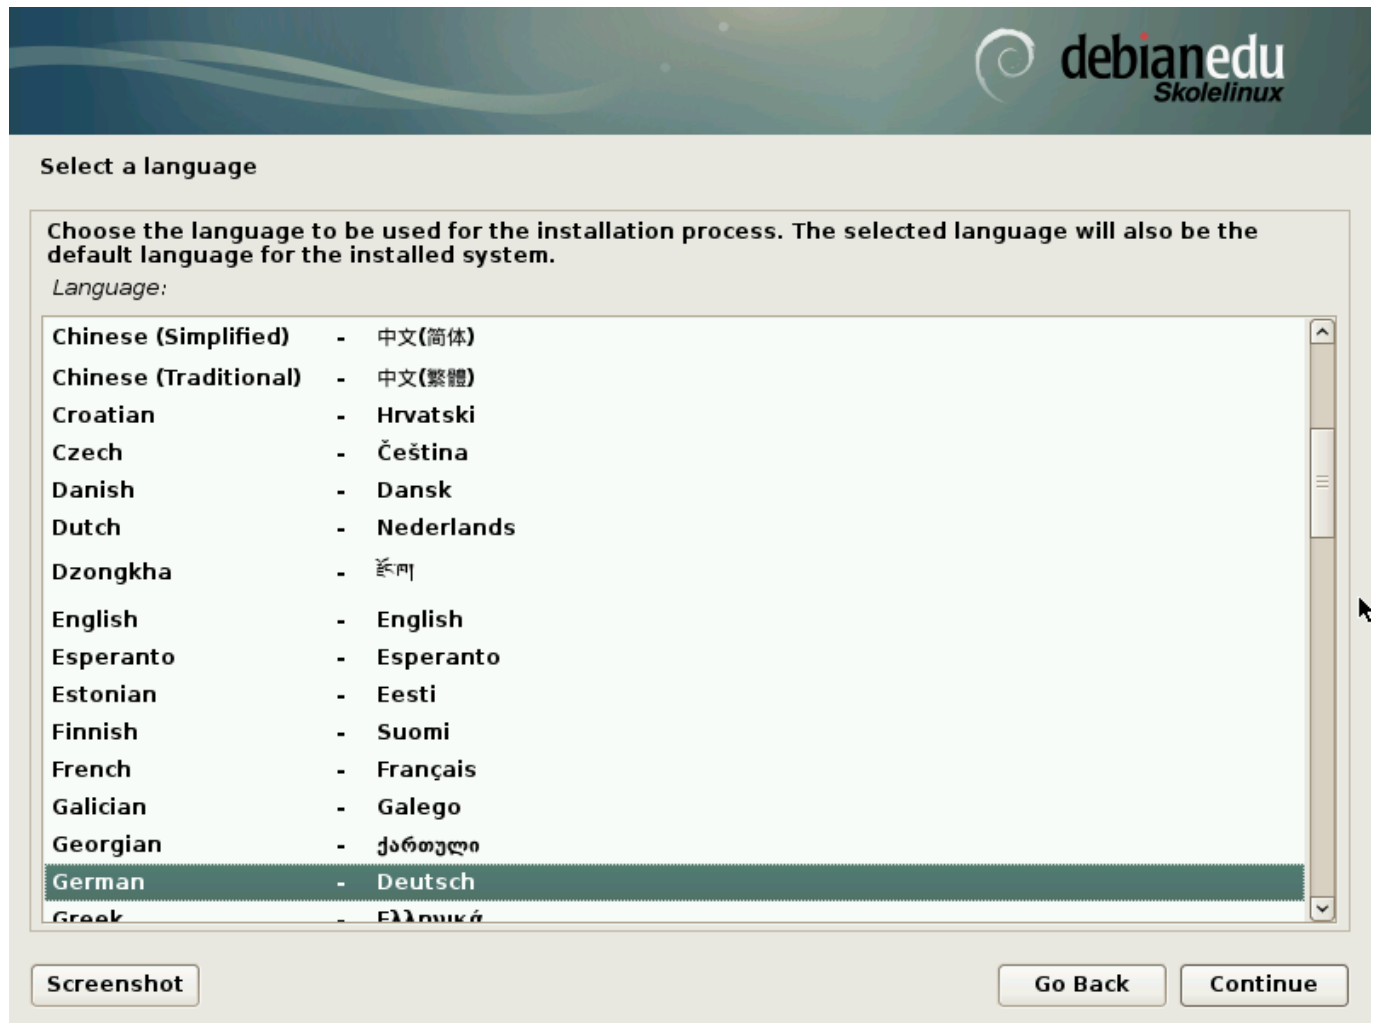 debianedu
Skolelinux
Select a language
Choose the language to be used for the installation process. The selected language will also be the
default language for the installed system.
Language:
Chinese (Simplified) - 中文(简体)
Chinese (Traditional) - 中文(繁體)
Croatian - Hrvatski
Czech - Čeština
Danish - Dansk
Dutch - Nederlands
Dzongkha - རྫོང་ཁ།
English - English
Esperanto - Esperanto
Estonian - Eesti
Finnish - Suomi
French - Français
Galician - Galego
Georgian - ქართული
German - Deutsch
Greek - Ελληνικά
Screenshot Go Back Continue